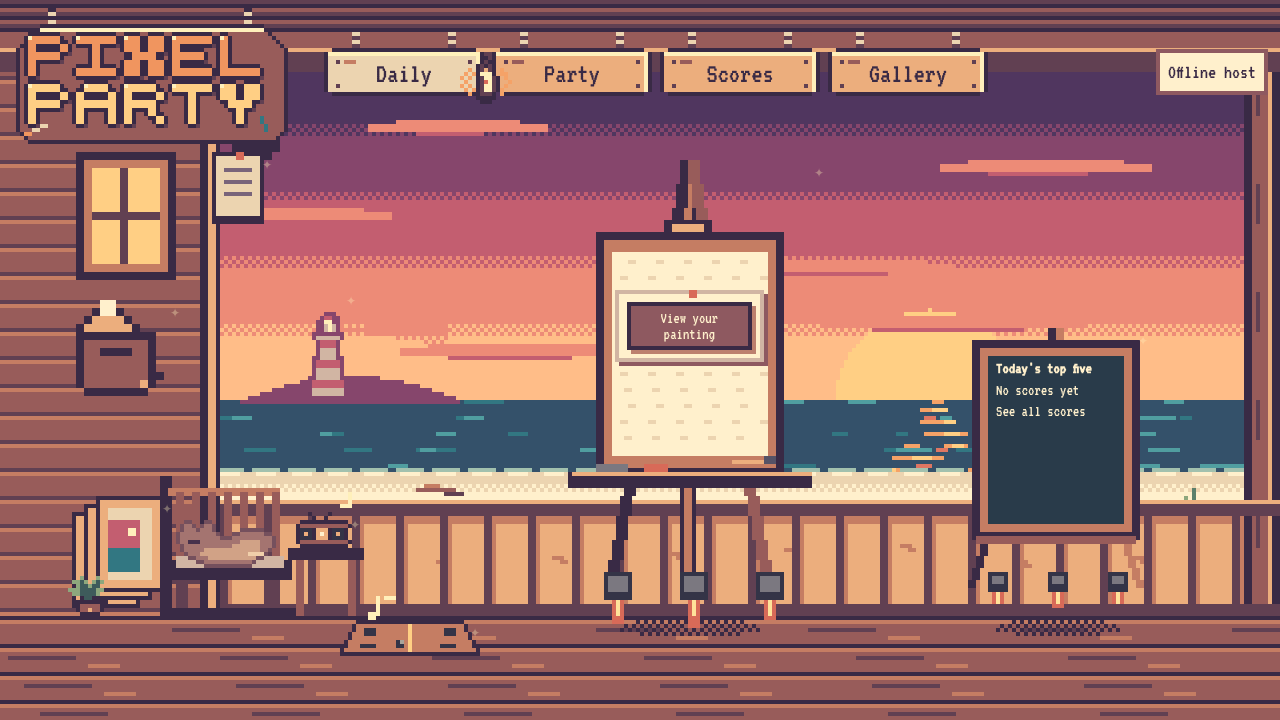 PIXEL
PARTY
Daily
Party
Scores
Gallery
Offline host
View your
painting
Today's top five
No scores yet
See all scores